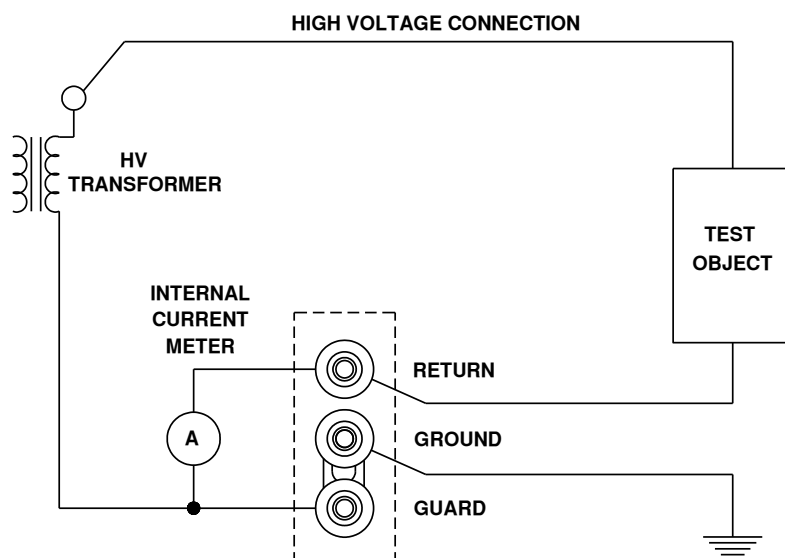 HIGH VOLTAGE CONNECTION
HV
TRANSFORMER
TEST
OBJECT
INTERNAL
CURRENT
METER
RETURN
A
GROUND
GUARD